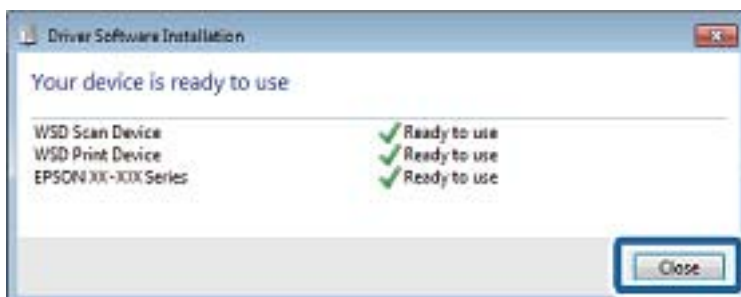 Driver Software Installation
Your device is ready to use
WSD Scan Device Ready to use
WSD Print Device Ready to use
EPSON XX-XXX Series Ready to use
Close